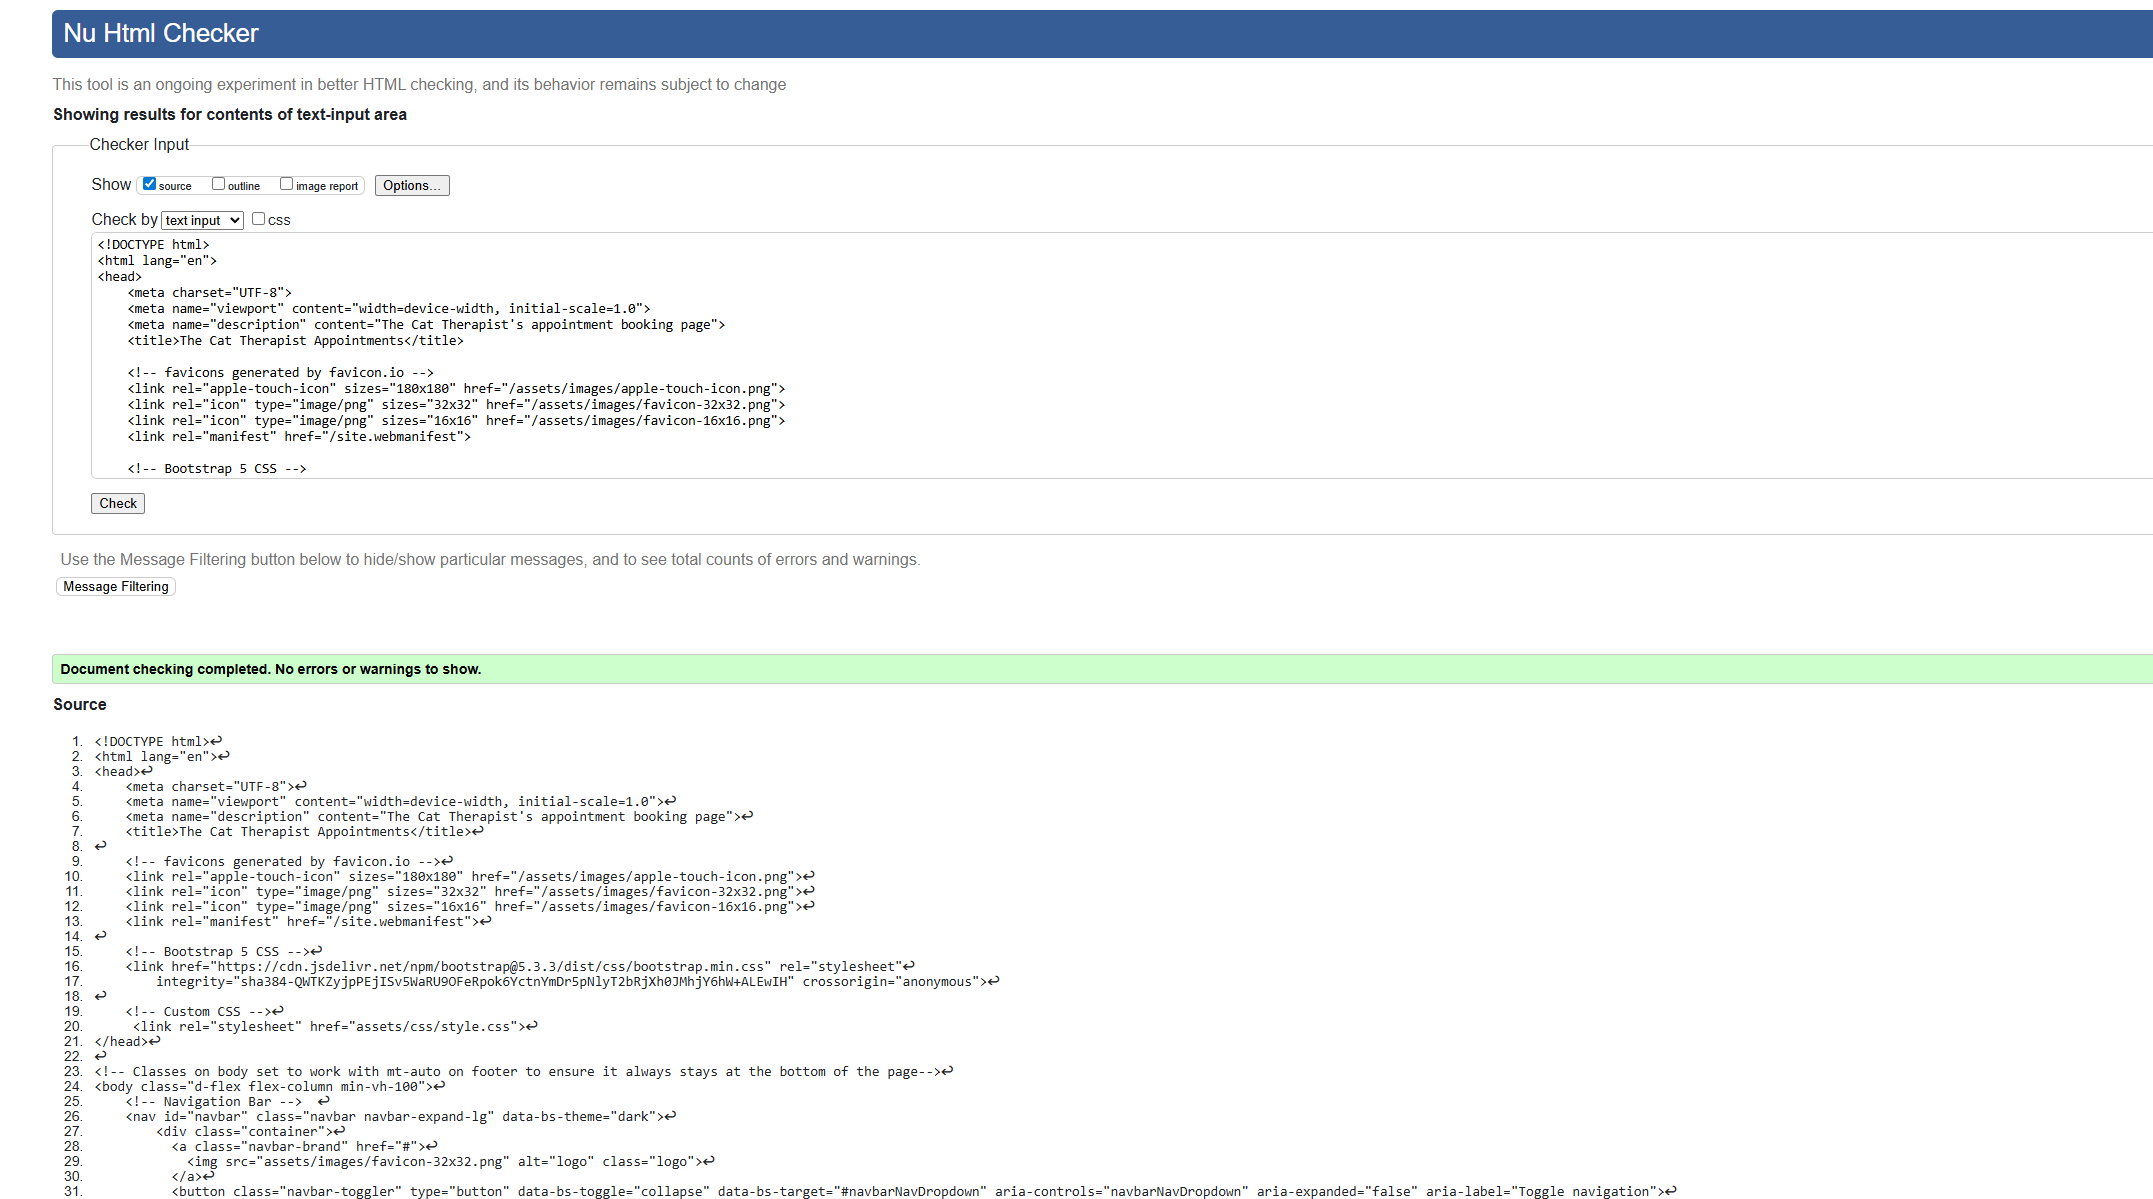 Nu Html Checker
This tool is an ongoing experiment in better HTML checking, and its behavior remains subject to change
Showing results for contents of text-input area
Checker Input
Show source outline image report Options...
Check by text input css
<!DOCTYPE html>
<html lang="en">
<head>
    <meta charset="UTF-8">
    <meta name="viewport" content="width=device-width, initial-scale=1.0">
    <meta name="description" content="The Cat Therapist's appointment booking page">
    <title>The Cat Therapist Appointments</title>
    <!-- favicons generated by favicon.io -->
    <link rel="apple-touch-icon" sizes="180x180" href="/assets/images/apple-touch-icon.png">
    <link rel="icon" type="image/png" sizes="32x32" href="/assets/images/favicon-32x32.png">
    <link rel="icon" type="image/png" sizes="16x16" href="/assets/images/favicon-16x16.png">
    <link rel="manifest" href="/site.webmanifest">
    <!-- Bootstrap 5 CSS -->
Check
Use the Message Filtering button below to hide/show particular messages, and to see total counts of errors and warnings.
Message Filtering
Document checking completed. No errors or warnings to show.
Source
1. <!DOCTYPE html>↩
2. <html lang="en">↩
3. <head>↩
4.     <meta charset="UTF-8">↩
5.     <meta name="viewport" content="width=device-width, initial-scale=1.0">↩
6.     <meta name="description" content="The Cat Therapist's appointment booking page">↩
7.     <title>The Cat Therapist Appointments</title>↩
8. ↩
9.     <!-- favicons generated by favicon.io -->↩
10.     <link rel="apple-touch-icon" sizes="180x180" href="/assets/images/apple-touch-icon.png">↩
11.     <link rel="icon" type="image/png" sizes="32x32" href="/assets/images/favicon-32x32.png">↩
12.     <link rel="icon" type="image/png" sizes="16x16" href="/assets/images/favicon-16x16.png">↩
13.     <link rel="manifest" href="/site.webmanifest">↩
14. ↩
15.     <!-- Bootstrap 5 CSS -->↩
16.     <link href="https://cdn.jsdelivr.net/npm/bootstrap@5.3.3/dist/css/bootstrap.min.css" rel="stylesheet"↩
17.         integrity="sha384-QWTKZyjpPEjISv5WaRU9OFeRpok6YctnYmDr5pNlyT2bRjXh0JMhjY6hW+ALEwIH" crossorigin="anonymous">↩
18. ↩
19.     <!-- Custom CSS -->↩
20.      <link rel="stylesheet" href="assets/css/style.css">↩
21. </head>↩
22. ↩
23. <!-- Classes on body set to work with mt-auto on footer to ensure it always stays at the bottom of the page-->↩
24. <body class="d-flex flex-column min-vh-100">↩
25.     <!-- Navigation Bar -->  ↩
26.     <nav id="navbar" class="navbar navbar-expand-lg" data-bs-theme="dark">↩
27.         <div class="container">↩
28.           <a class="navbar-brand" href="#">↩
29.             <img src="assets/images/favicon-32x32.png" alt="logo" class="logo">↩
30.           </a>↩
31.           <button class="navbar-toggler" type="button" data-bs-toggle="collapse" data-bs-target="#navbarNavDropdown" aria-controls="navbarNavDropdown" aria-expanded="false" aria-label="Toggle navigation">↩